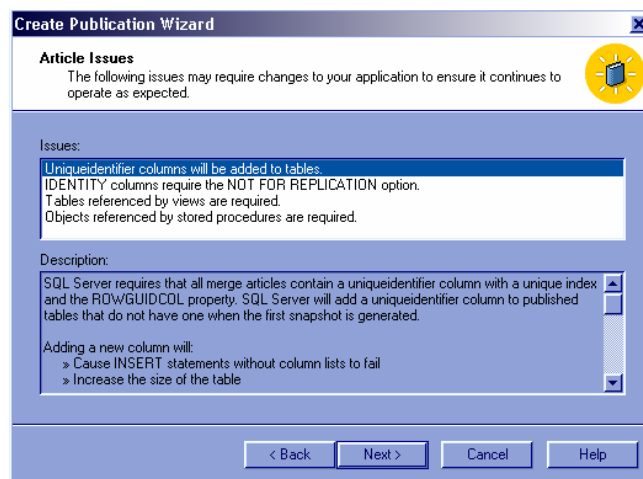 Create Publication Wizard
Article Issues
The following issues may require changes to your application to ensure it continues to
operate as expected.
Issues:
Uniqueidentifier columns will be added to tables.
IDENTITY columns require the NOT FOR REPLICATION option.
Tables referenced by views are required.
Objects referenced by stored procedures are required.
Description:
SQL Server requires that all merge articles contain a uniqueidentifier column with a unique index
and the ROWGUIDCOL property. SQL Server will add a uniqueidentifier column to published
tables that do not have one when the first snapshot is generated.
Adding a new column will:
» Cause INSERT statements without column lists to fail
» Increase the size of the table
< Back Next > Cancel Help